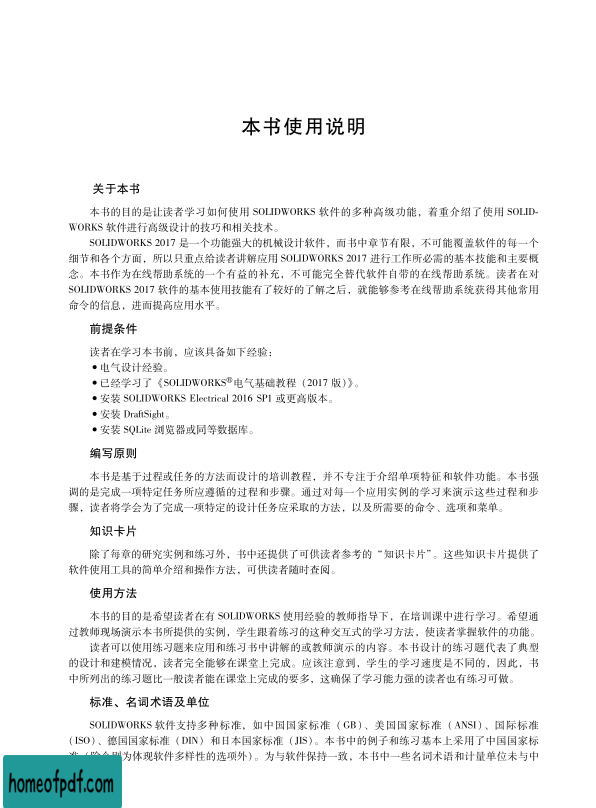 本书使用说明
关于本书
本书的目的是让读者学习如何使用 SOLIDWORKS 软件的多种高级功能，着重介绍了使用 SOLID-
WORKS 软件进行高级设计的技巧和相关技术。
SOLIDWORKS 2017 是一个功能强大的机械设计软件，而书中章节有限，不可能覆盖软件的每一个
细节和各个方面，所以只重点给读者讲解应用 SOLIDWORKS 2017 进行工作所必需的基本技能和主要概
念。本书作为在线帮助系统的一个有益的补充，不可能完全替代软件自带的在线帮助系统。读者在对
SOLIDWORKS 2017 软件的基本使用技能有了较好的了解之后，就能够参考在线帮助系统获得其他常用
命令的信息，进而提高应用水平。
前提条件
读者在学习本书前，应该具备如下经验：
● 电气设计经验。
● 已经学习了《SOLIDWORKS®电气基础教程（2017 版）》。
● 安装 SOLIDWORKS Electrical 2016 SP1 或更高版本。
● 安装 DraftSight。
● 安装 SQLite 浏览器或同等数据库。
编写原则
本书是基于过程或任务的方法而设计的培训教程，并不专注于介绍单项特征和软件功能。本书强
调的是完成一项特定任务所应遵循的过程和步骤。通过对每一个应用实例的学习来演示这些过程和步
骤，读者将学会为了完成一项特定的设计任务应采取的方法，以及所需要的命令、选项和菜单。
知识卡片
除了每章的研究实例和练习外，书中还提供了可供读者参考的“知识卡片”。这些知识卡片提供了
软件使用工具的简单介绍和操作方法，可供读者随时查阅。
使用方法
本书的目的是希望读者在有 SOLIDWORKS 使用经验的教师指导下，在培训课中进行学习。希望通
过教师现场演示本书所提供的实例，学生跟着练习的这种交互式的学习方法，使读者掌握软件的功能。
读者可以使用练习题来应用和练习书中讲解的或教师演示的内容。本书设计的练习题代表了典型
的设计和建模情况，读者完全能够在课堂上完成。应该注意到，学生的学习速度是不同的，因此，书
中所列出的练习题比一般读者能在课堂上完成的要多，这确保了学习能力强的读者也有练习可做。
标准、名词术语及单位
SOLIDWORKS 软件支持多种标准，如中国国家标准（GB）、美国国家标准（ANSI）、国际标准
（ISO）、德国国家标准（DIN）和日本国家标准（JIS）。本书中的例子和练习基本上采用了中国国家标
为体现软件多样性的选项外）。为与软件保持一致，本书中一些名词术语和计量单位未与中
homeofpdf.com